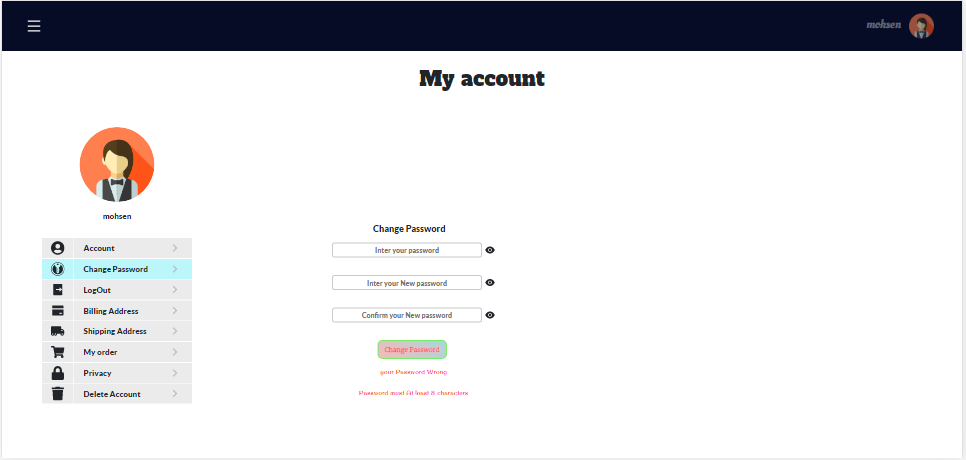 mohsen
My account
mohsen
Account
Change Password
LogOut
Billing Address
Shipping Address
My order
Privacy
Delete Account
Change Password
Inter your password
Inter your New password
Confirm your New password
Change Password
your Password Wrong
Password must fit least 8 characters